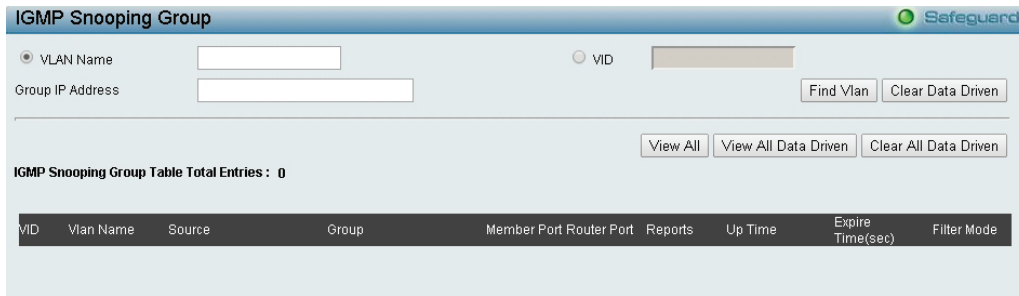 IGMP Snooping Group
Safeguard
VLAN Name
VID
Group IP Address
Find Vlan
Clear Data Driven
View All
View All Data Driven
Clear All Data Driven
IGMP Snooping Group Table Total Entries : 0
VID Vlan Name Source Group Member Port Router Port Reports Up Time Expire Time(sec) Filter Mode